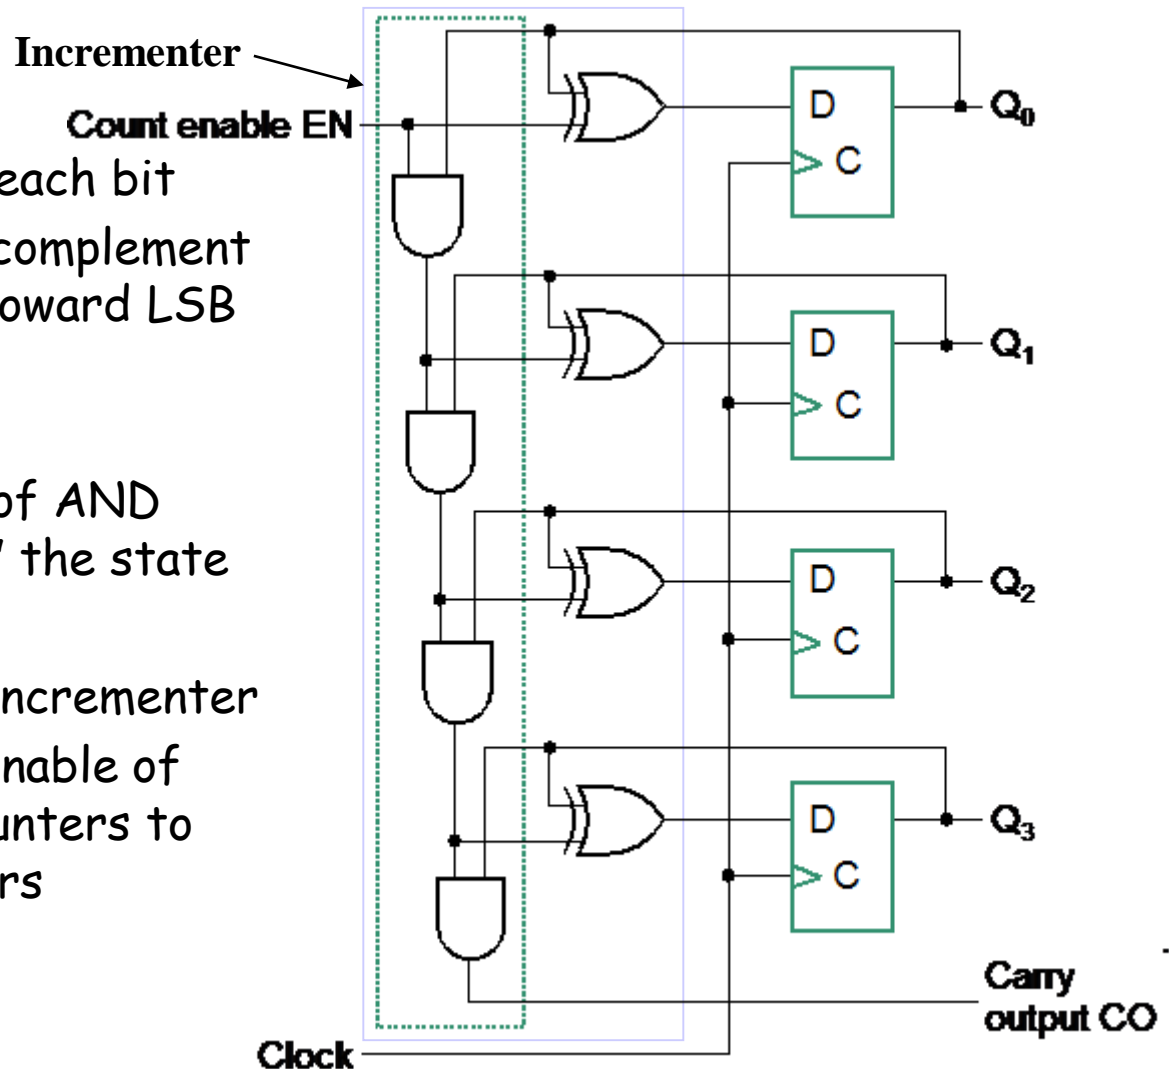 Incrementer
Count enable EN
each bit
complement
oward LSB
of AND
" the state
ncrementer
nable of
unters to
rs
D
C
Q0
D
C
Q1
D
C
Q2
D
C
Q3
Carry
output CO
Clock